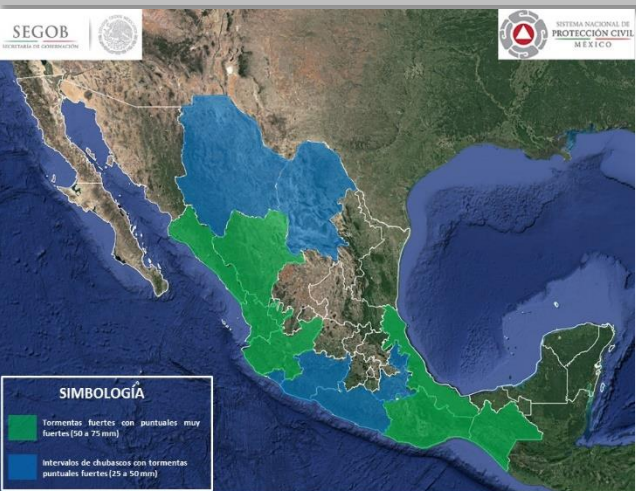 SEGOB
SECRETARÍA DE GOBERNACIÓN
SISTEMA NACIONAL DE
PROTECCIÓN CIVIL
MÉXICO
SIMBOLOGÍA
Tormentas fuertes con puntuales muy
fuertes (50 a 75 mm)
Intervalos de chubascos con tormentas
puntuales fuertes (25 a 50 mm)